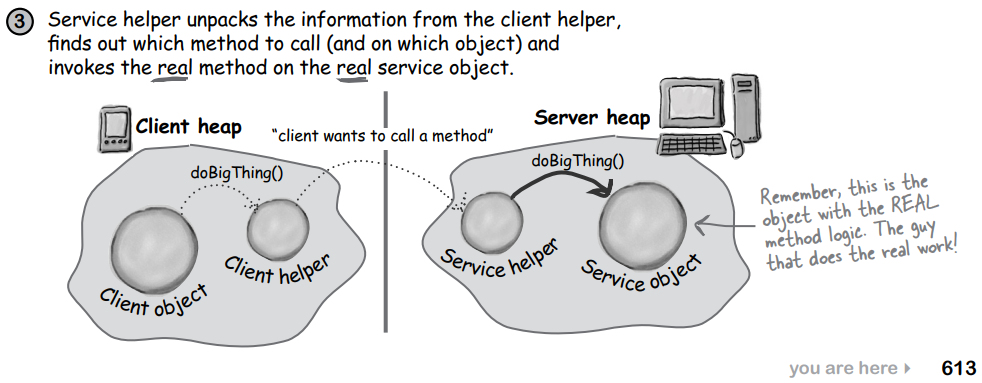 3 Service helper unpacks the information from the client helper,
finds out which method to call (and on which object) and
invokes the real method on the real service object.
Client heap
"client wants to call a method"
Server heap
doBigThing()
doBigThing()
Client object
Client helper
Service helper
Service object
Remember, this is the
object with the REAL
method logic. The guy
that does the real work!
you are here ▸ 613